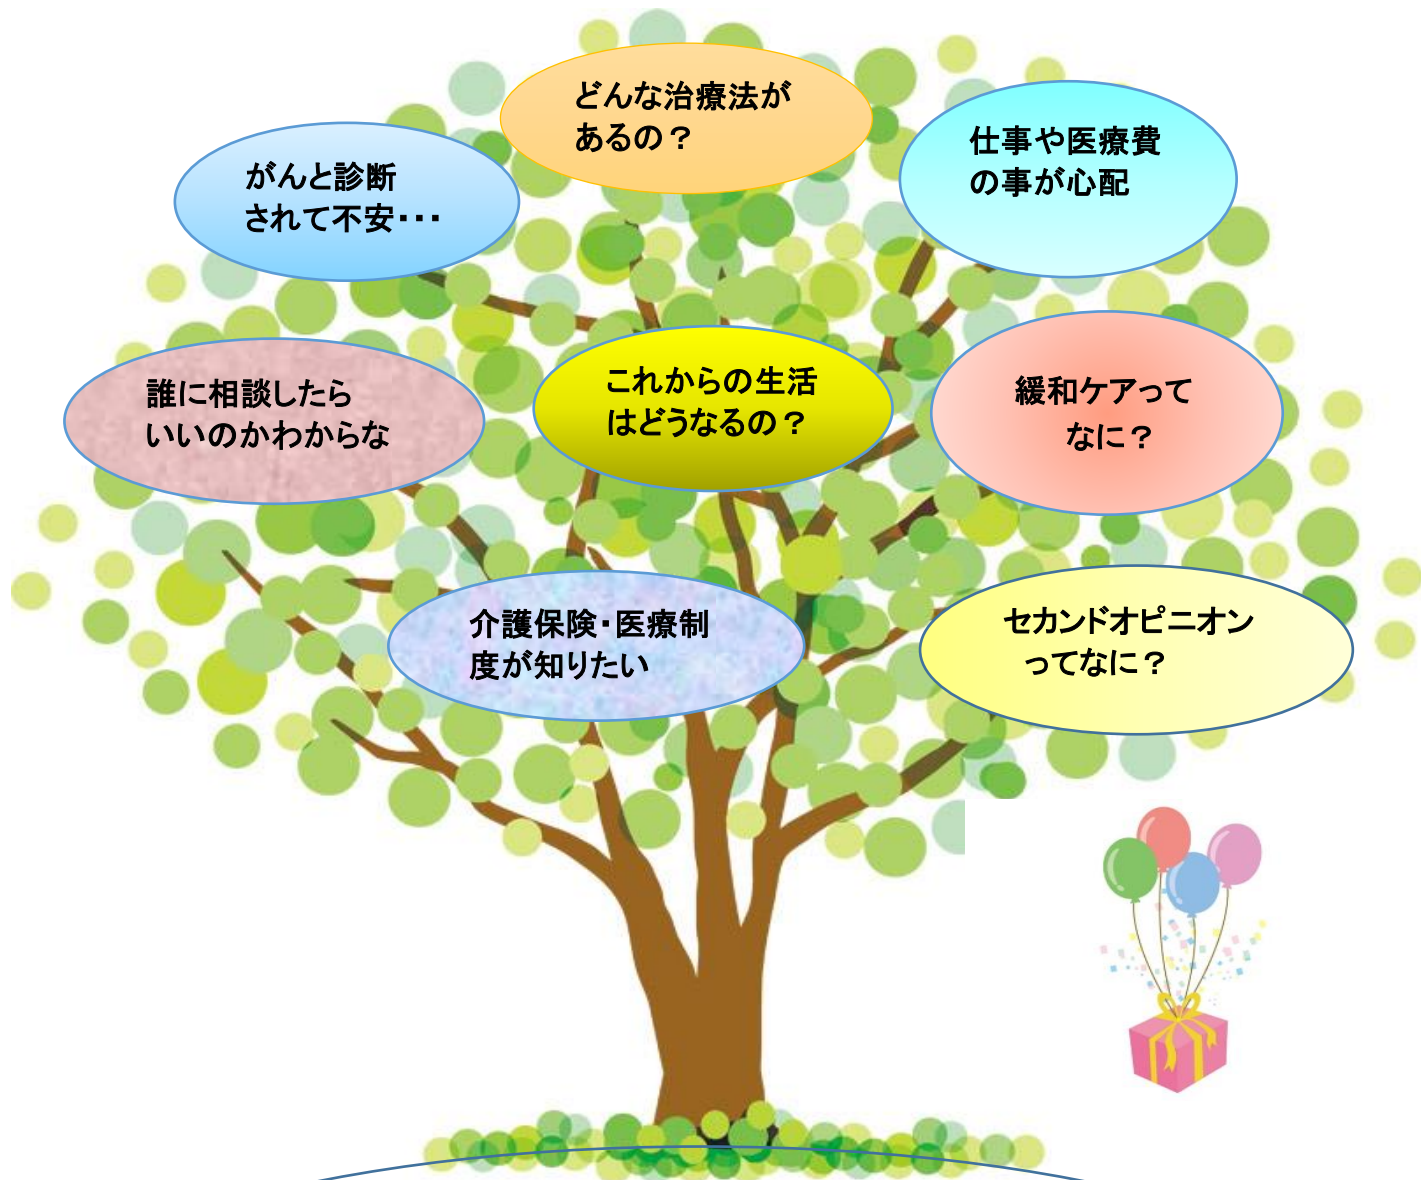 どんな治療法が
あるの？
仕事や医療費
の事が心配
がんと診断
されて不安・・・
これからの生活
はどうなるの？
緩和ケアって
なに？
誰に相談したら
いいのかわからな
介護保険・医療制
度が知りたい
セカンドオピニオン
ってなに？